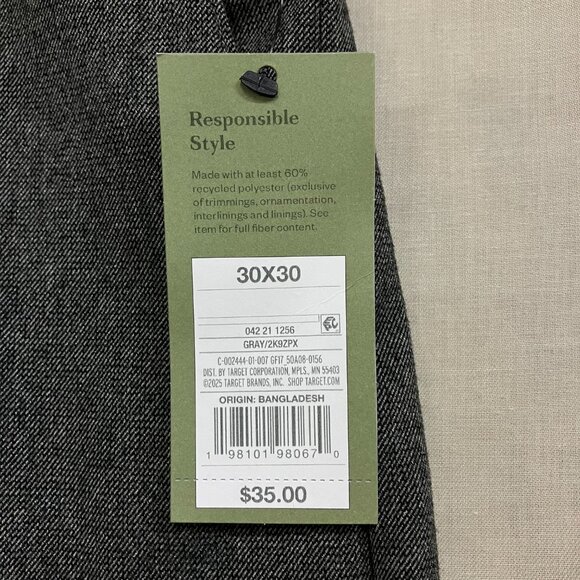 Responsible
Style
Made with at least 60%
recycled polyester (exclusive
of trimmings, ornamentation,
interlinings and linings). See
item for full fiber content.
30X30
042 21 1256
GRAY/2K9ZPX
C-002444-01-007 GFI7_50A08-0156
DIST. BY TARGET CORPORATION, MPLS., MN 55403
©2025 TARGET BRANDS, INC. SHOP TARGET.COM
ORIGIN: BANGLADESH
1 98101 98067 0
$35.00